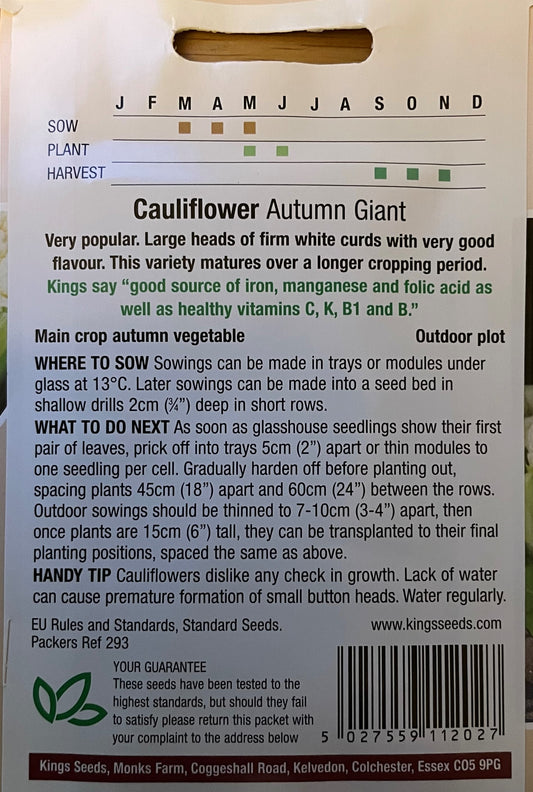 J F M A M J J A S O N D
SOW
PLANT
HARVEST
Cauliflower Autumn Giant
Very popular. Large heads of firm white curds with very good
flavour. This variety matures over a longer cropping period.
Kings say “good source of iron, manganese and folic acid as
well as healthy vitamins C, K, B1 and B.”
Main crop autumn vegetable Outdoor plot
WHERE TO SOW Sowings can be made in trays or modules under
glass at 13°C. Later sowings can be made into a seed bed in
shallow drills 2cm (¾”) deep in short rows.
WHAT TO DO NEXT As soon as glasshouse seedlings show their first
pair of leaves, prick off into trays 5cm (2”) apart or thin modules to
one seedling per cell. Gradually harden off before planting out,
spacing plants 45cm (18”) apart and 60cm (24”) between the rows.
Outdoor sowings should be thinned to 7-10cm (3-4”) apart, then
once plants are 15cm (6”) tall, they can be transplanted to their final
planting positions, spaced the same as above.
HANDY TIP Cauliflowers dislike any check in growth. Lack of water
can cause premature formation of small button heads. Water regularly.
EU Rules and Standards, Standard Seeds. www.kingsseeds.com
Packers Ref 293
YOUR GUARANTEE
These seeds have been tested to the
highest standards, but should they fail
to satisfy please return this packet with
your complaint to the address below
5 027559 112027
Kings Seeds, Monks Farm, Coggeshall Road, Kelvedon, Colchester, Essex CO5 9PG